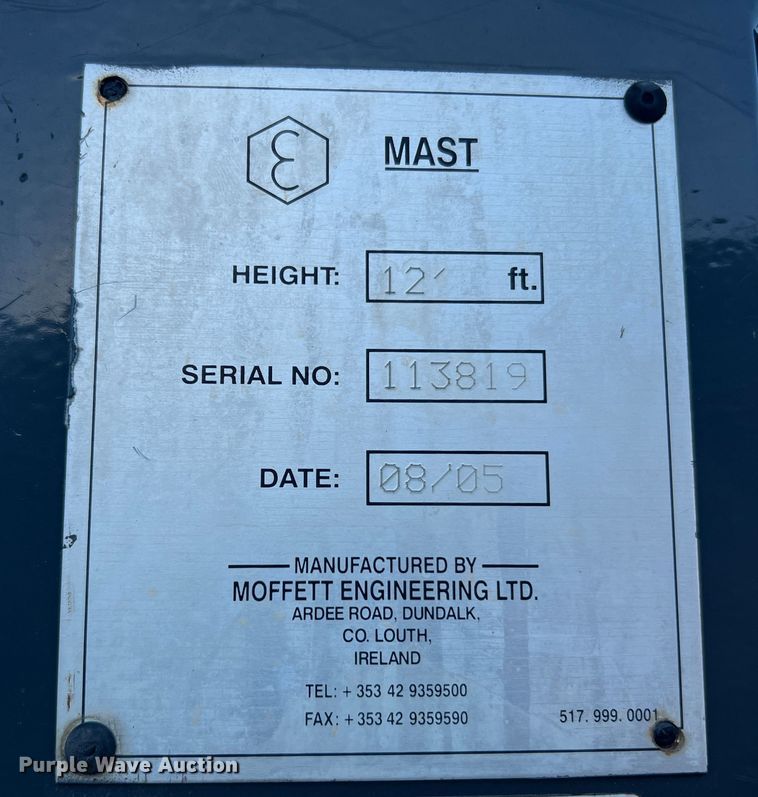 ε MAST
HEIGHT: 12' ft.
SERIAL NO: 113819
DATE: 08/05
MANUFACTURED BY
MOFFETT ENGINEERING LTD.
ARDEE ROAD, DUNDALK,
CO. LOUTH,
IRELAND
TEL: + 353 42 9359500
FAX: + 353 42 9359590
517. 999. 0001
Purple Wave Auction